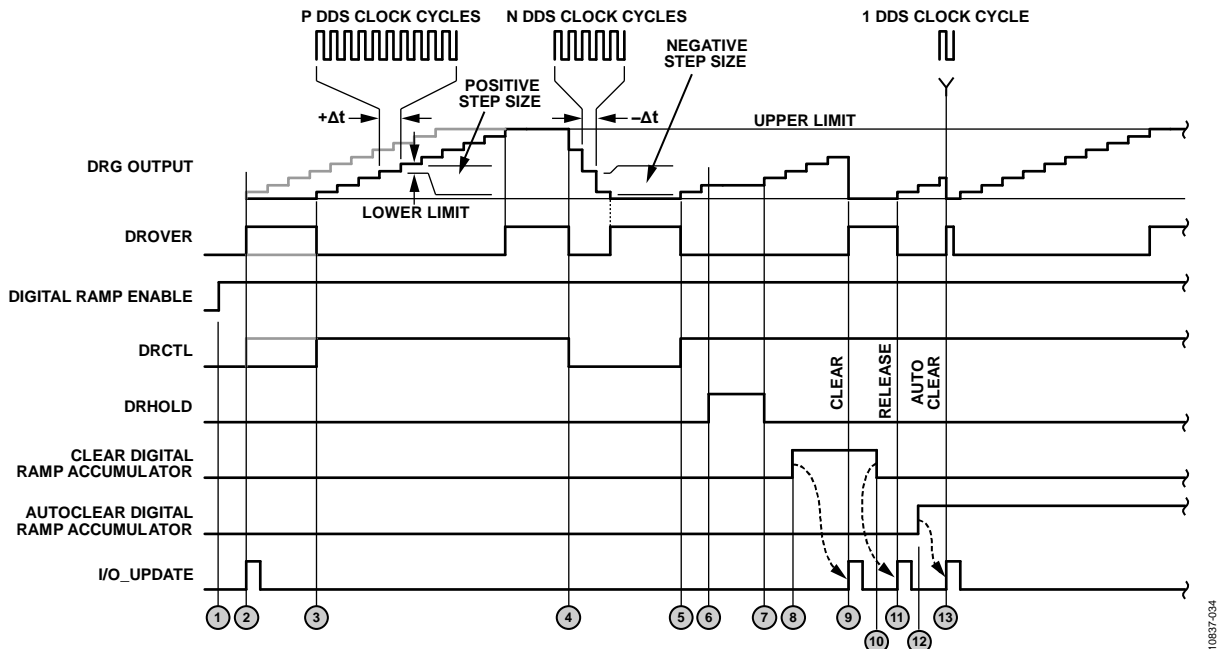 P DDS CLOCK CYCLES
N DDS CLOCK CYCLES
1 DDS CLOCK CYCLE
NEGATIVE
STEP SIZE
POSITIVE
STEP SIZE
+Δt
–Δt
UPPER LIMIT
DRG OUTPUT
LOWER LIMIT
DROVER
DIGITAL RAMP ENABLE
DRCTL
CLEAR
RELEASE
AUTO
CLEAR
DRHOLD
CLEAR DIGITAL
RAMP ACCUMULATOR
AUTOCLEAR DIGITAL
RAMP ACCUMULATOR
I/O_UPDATE
1 2 3 4 5 6 7 8 9 11 13
10 12
10837-034